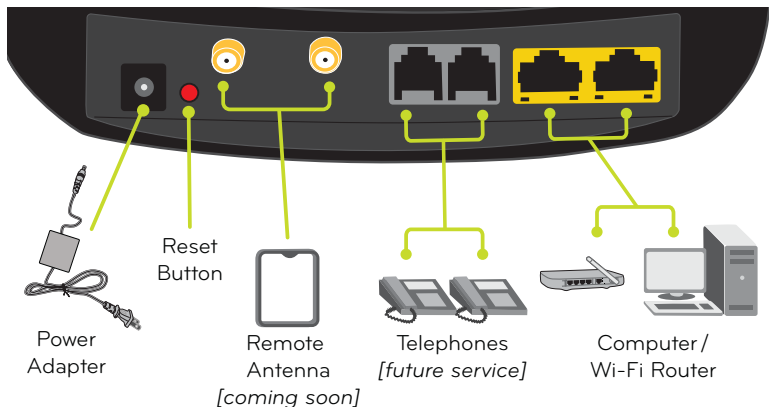 Power
Adapter
Reset
Button
Remote
Antenna
[coming soon]
Telephones
[future service]
Computer/
Wi-Fi Router